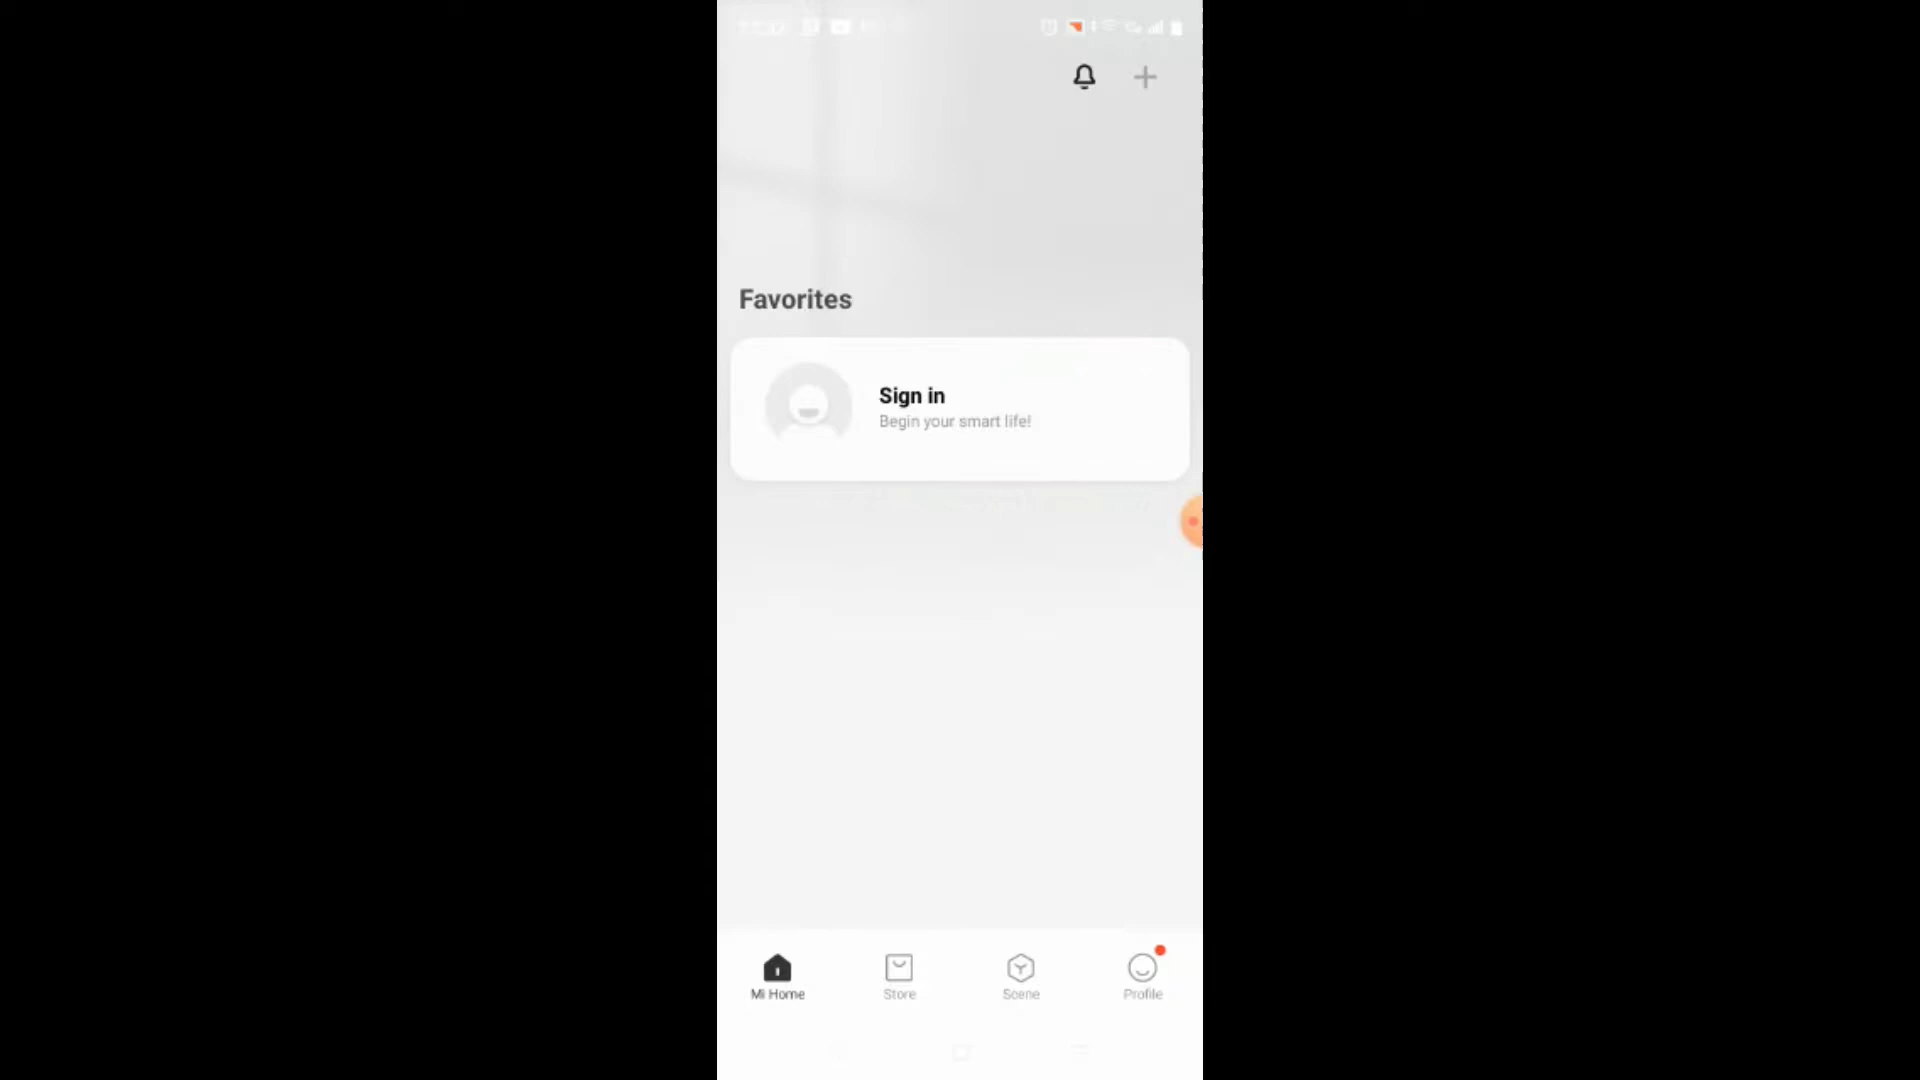 Favorites
Sign in
Begin your smart life!
Mi Home
Store
Scene
Profile